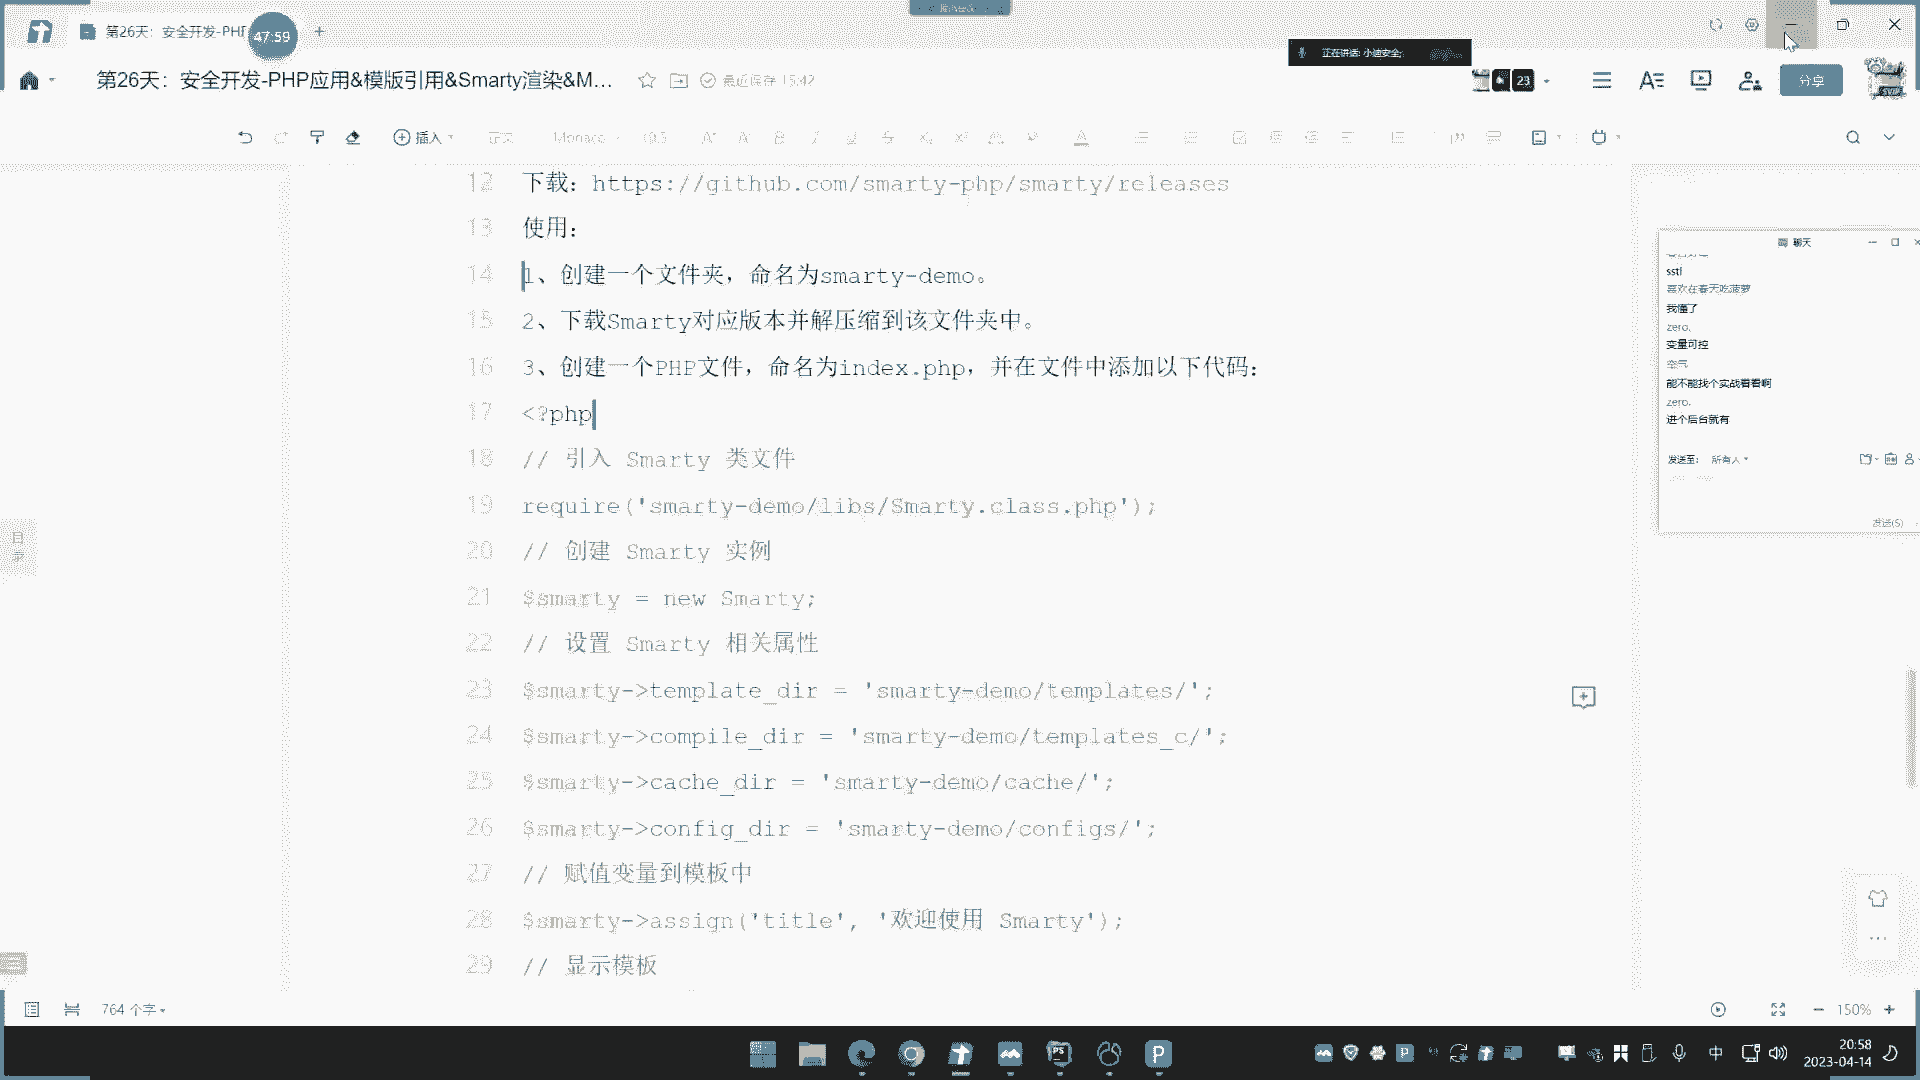 第26天：安全开发-PHP
47:59
正在讲话: 小迪安全;
第26天：安全开发-PHP应用&模版引用&Smarty渲染&M...
最近保存 15:42
23
分享
插入
正文
Monaco
10.5
12 下载：https://github.com/smarty-php/smarty/releases
13 使用：
14 1、创建一个文件夹，命名为smarty-demo。
15 2、下载Smarty对应版本并解压缩到该文件夹中。
16 3、创建一个PHP文件，命名为index.php，并在文件中添加以下代码：
17 <?php
18 // 引入 Smarty 类文件
19 require('smarty-demo/libs/Smarty.class.php');
20 // 创建 Smarty 实例
21 $smarty = new Smarty;
22 // 设置 Smarty 相关属性
23 $smarty->template_dir = 'smarty-demo/templates/';
24 $smarty->compile_dir = 'smarty-demo/templates_c/';
25 $smarty->cache_dir = 'smarty-demo/cache/';
26 $smarty->config_dir = 'smarty-demo/configs/';
27 // 赋值变量到模板中
28 $smarty->assign('title', '欢迎使用 Smarty');
29 // 显示模板
目录
聊天
sstl
喜欢在春天吃菠萝
我懂了
zero.
变量可控
空气
能不能找个实战看看啊
zero.
进个后台就有
发送至: 所有人
发送(S)
764 个字
150%
中
20:58
2023-04-14